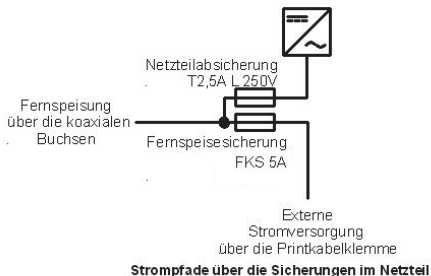 Netzteilabsicherung
T2,5A L 250V
Fernspeisung
über die koaxialen
Buchsen
Fernspeisesicherung
FKS 5A
Externe
Stromversorgung
über die Printkabelklemme
Strompfade über die Sicherungen im Netzteil